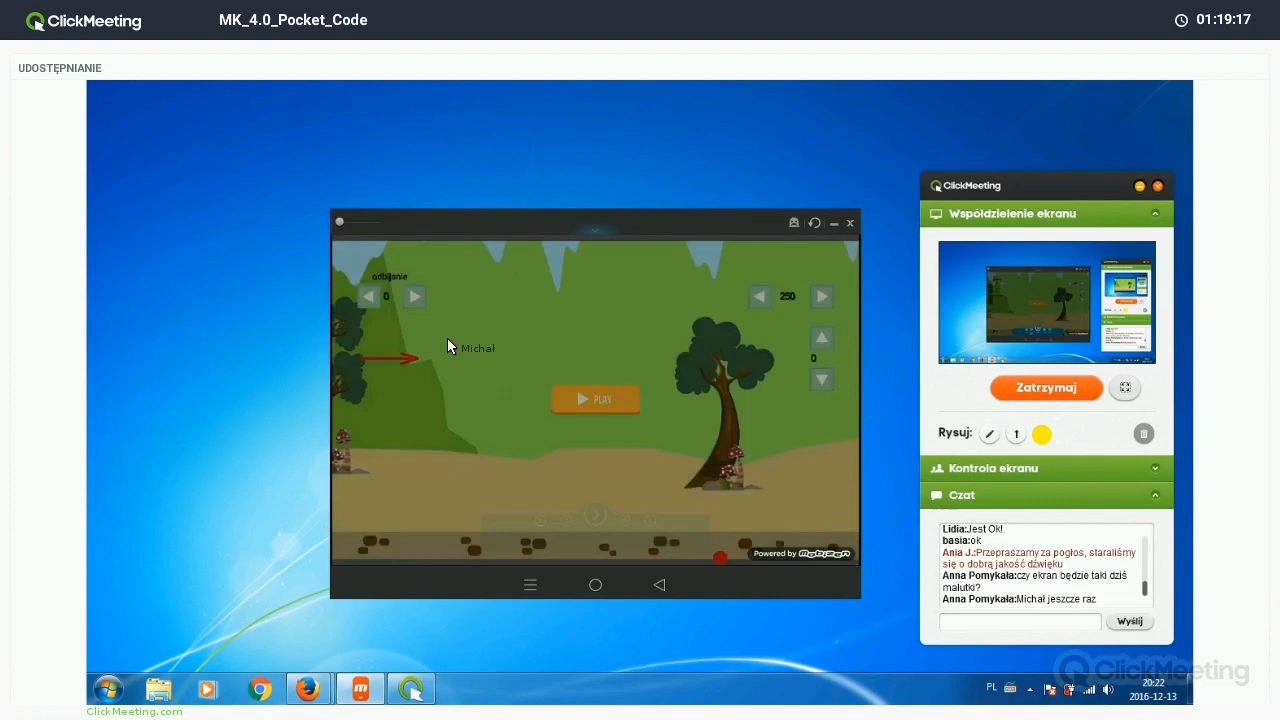 ClickMeeting
MK_4.0_Pocket_Code
01:19:17
UDOSTĘPNIANIE
ClickMeeting
Współdzielenie ekranu
odbijanie
0
250
Michał
0
PLAY
Zatrzymaj
Rysuj:
Kontrola ekranu
Czat
Lidia:Jest Ok!
basia:ok
Ania J.:Przepraszamy za pogłos, staraliśmy
się o dobrą jakość dźwięku
Anna Pomykała:czy ekran będzie taki dziś
malutki?
Anna Pomykała:Michał jeszcze raz
Wyślij
Powered by mobizen
ClickMeeting
PL
20:22
2016-12-13
ClickMeeting.com